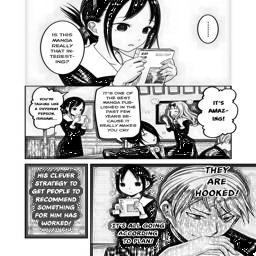 ........
IS THIS
MANGA
REALLY
THAT IN-
TEREST-
ING?
IT'S ONE OF
THE BEST
MANGA PUB-
LISHED IN
THE PAST
FEW YEARS
BECAUSE IT
REALLY MAKES
YOU CRY
IT'S
AMAZ-
ING!
YOU'RE
TALKING LIKE
A DIFFERENT
PERSON,
HIS CLEVER
STRATEGY TO
GET PEOPLE TO
RECOMMEND
SOMETHING
FOR HIM HAS
WORKED!
IT'S ALL GOING
ACCORDING
TO PLAN!
THEY
ARE
HOOKED!